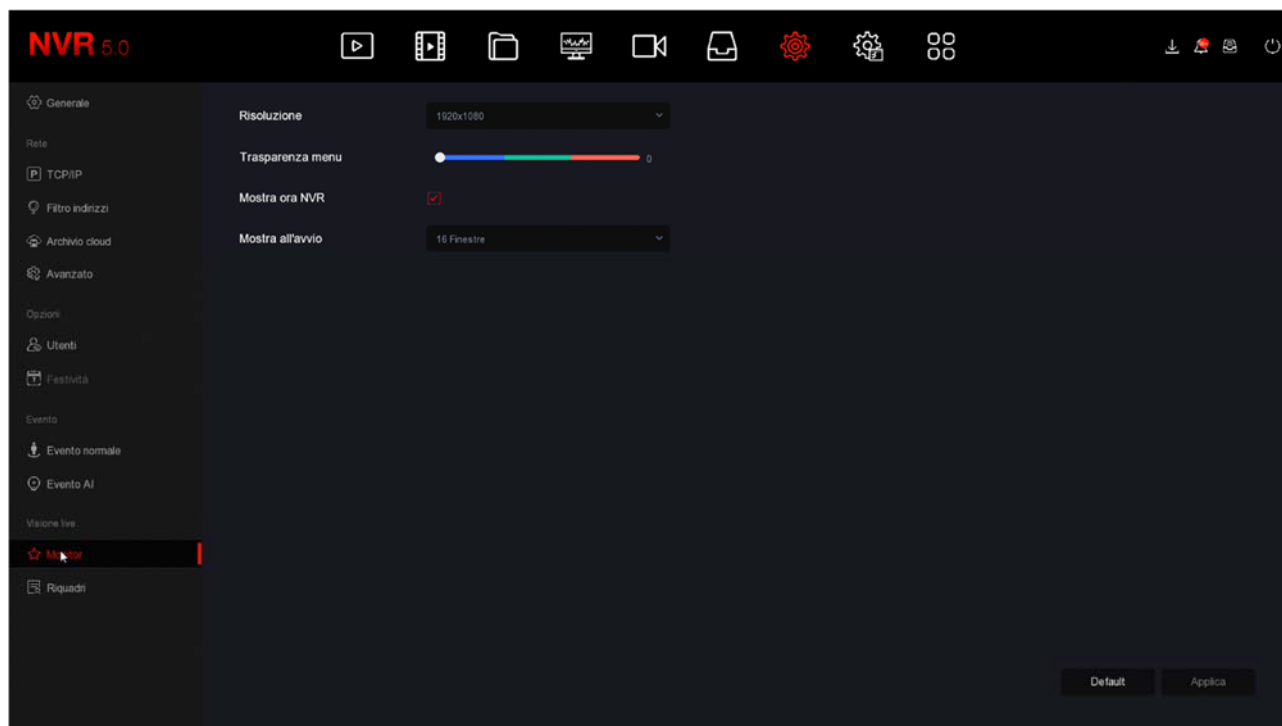 NVR 5.0
Generale
Rete
TCP/IP
Filtro indirizzi
Archivio cloud
Avanzato
Opzioni
Utenti
Festività
Evento
Evento normale
Evento AI
Visione live
Monitor
Riquadri
Risoluzione 1920x1080
Trasparenza menu 0
Mostra ora NVR
Mostra all'avvio 16 Finestre
Default Applica